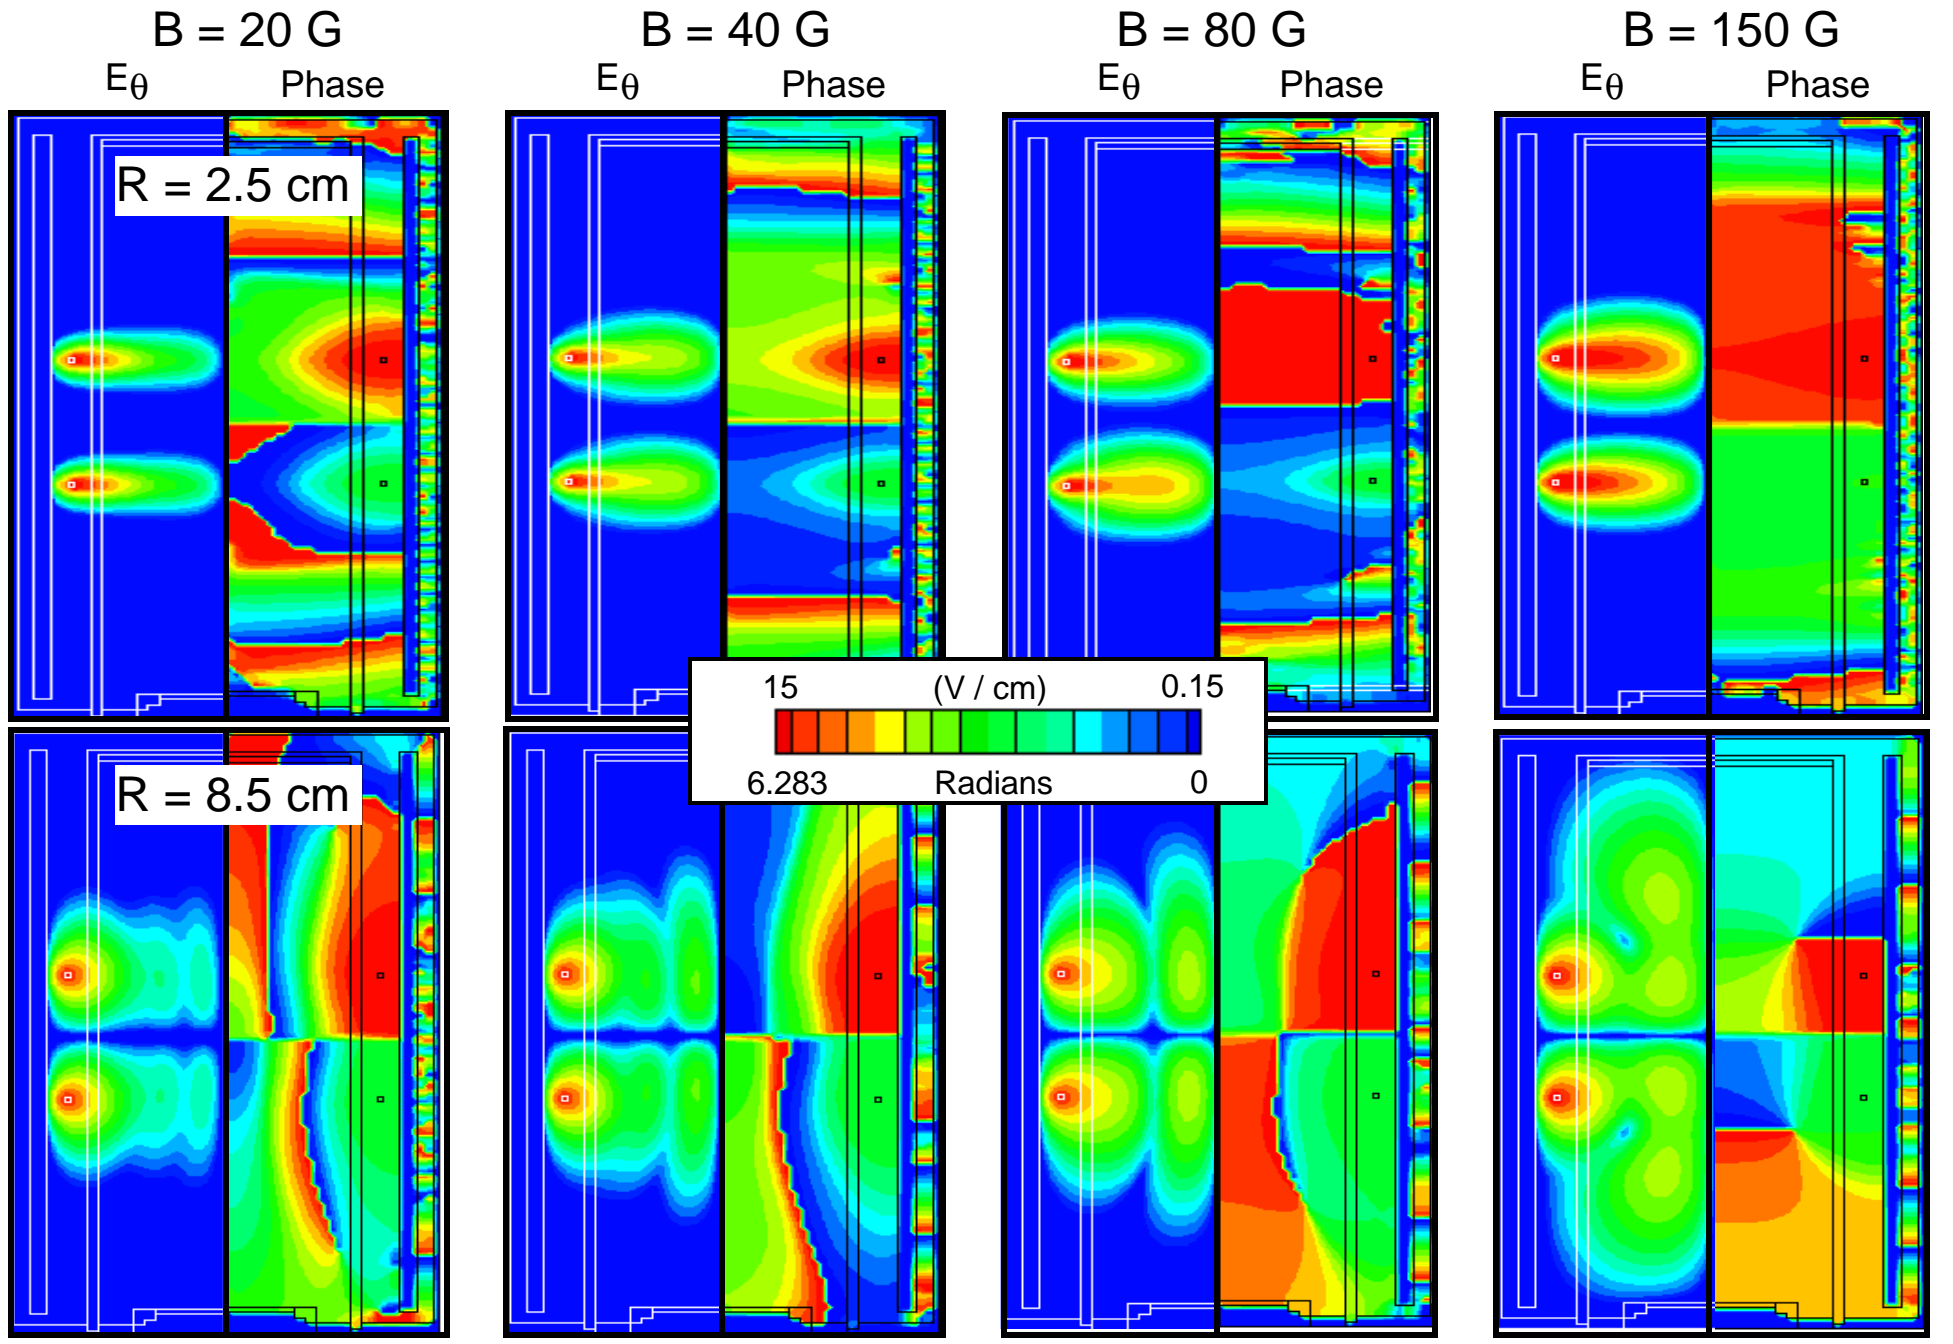 B = 20 G B = 40 G B = 80 G B = 150 G
Eθ Phase Eθ Phase Eθ Phase Eθ Phase
R = 2.5 cm
15 (V / cm) 0.15
6.283 Radians 0
R = 8.5 cm